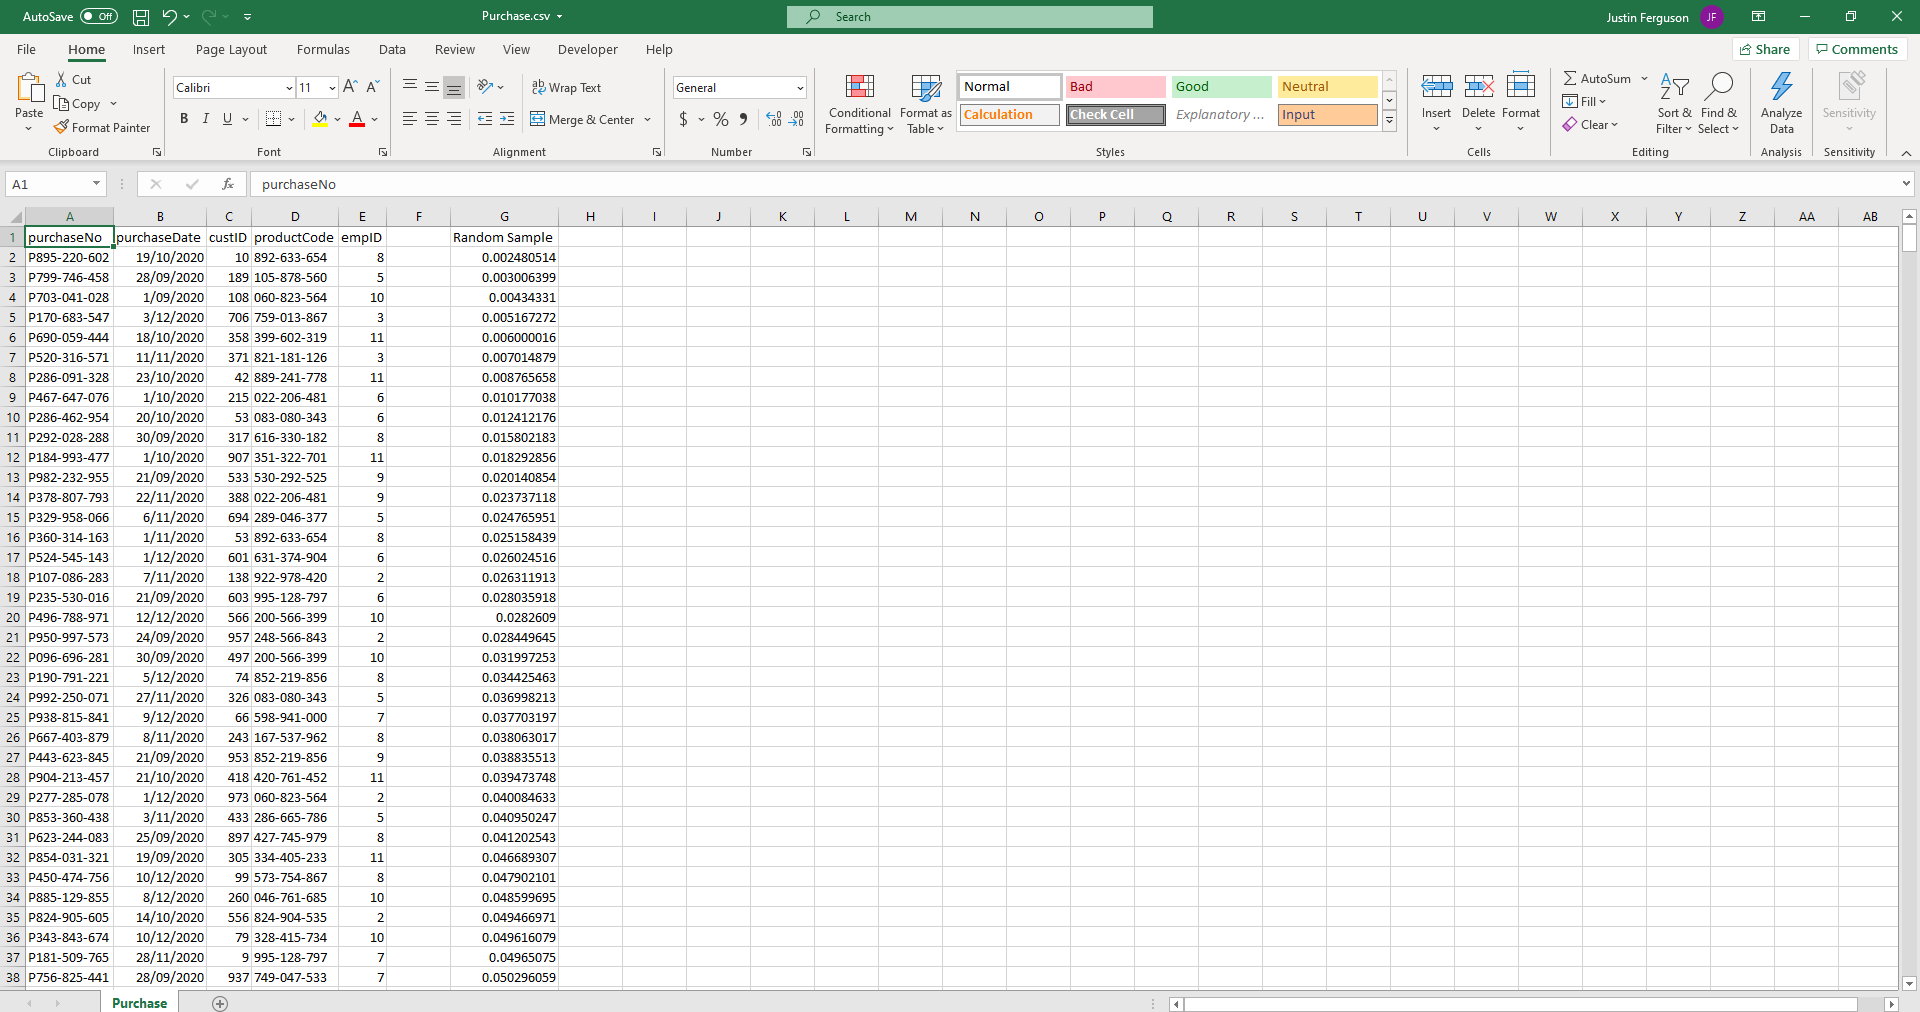 AutoSave Off Purchase.csv Search Justin Ferguson JF
File Home Insert Page Layout Formulas Data Review View Developer Help Share Comments
Paste Cut Copy Format Painter Clipboard
Calibri 11 A A B I U A Font
ab Wrap Text Merge & Center Alignment
General $ % 9 Number
Conditional Formatting Format as Table Normal Bad Good Neutral Calculation Check Cell Explanatory ... Input Styles
Insert Delete Format Cells
AutoSum Fill Clear Sort & Filter Find & Select Editing
Analyze Data Analysis
Sensitivity Sensitivity
A1 fx purchaseNo
A B C D E F G H I J K L M N O P Q R S T U V W X Y Z AA AB
1 purchaseNo purchaseDate custID productCode empID Random Sample
2 P895-220-602 19/10/2020 10 892-633-654 8 0.002480514
3 P799-746-458 28/09/2020 189 105-878-560 5 0.003006399
4 P703-041-028 1/09/2020 108 060-823-564 10 0.00434331
5 P170-683-547 3/12/2020 706 759-013-867 3 0.005167272
6 P690-059-444 18/10/2020 358 399-602-319 11 0.006000016
7 P520-316-571 11/11/2020 371 821-181-126 3 0.007014879
8 P286-091-328 23/10/2020 42 889-241-778 11 0.008765658
9 P467-647-076 1/10/2020 215 022-206-481 6 0.010177038
10 P286-462-954 20/10/2020 53 083-080-343 6 0.012412176
11 P292-028-288 30/09/2020 317 616-330-182 8 0.015802183
12 P184-993-477 1/10/2020 907 351-322-701 11 0.018292856
13 P982-232-955 21/09/2020 533 530-292-525 9 0.020140854
14 P378-807-793 22/11/2020 388 022-206-481 9 0.023737118
15 P329-958-066 6/11/2020 694 289-046-377 5 0.024765951
16 P360-314-163 1/11/2020 53 892-633-654 8 0.025158439
17 P524-545-143 1/12/2020 601 631-374-904 6 0.026024516
18 P107-086-283 7/11/2020 138 922-978-420 2 0.026311913
19 P235-530-016 21/09/2020 603 995-128-797 6 0.028035918
20 P496-788-971 12/12/2020 566 200-566-399 10 0.0282609
21 P950-997-573 24/09/2020 957 248-566-843 2 0.028449645
22 P096-696-281 30/09/2020 497 200-566-399 10 0.031997253
23 P190-791-221 5/12/2020 74 852-219-856 8 0.034425463
24 P992-250-071 27/11/2020 326 083-080-343 5 0.036998213
25 P938-815-841 9/12/2020 66 598-941-000 7 0.037703197
26 P667-403-879 8/11/2020 243 167-537-962 8 0.038063017
27 P443-623-845 21/09/2020 953 852-219-856 9 0.038835513
28 P904-213-457 21/10/2020 418 420-761-452 11 0.039473748
29 P277-285-078 1/12/2020 973 060-823-564 2 0.040084633
30 P853-360-438 3/11/2020 433 286-665-786 5 0.040950247
31 P623-244-083 25/09/2020 897 427-745-979 8 0.041202543
32 P854-031-321 19/09/2020 305 334-405-233 11 0.046689307
33 P450-474-756 10/12/2020 99 573-754-867 8 0.047902101
34 P885-129-855 8/12/2020 260 046-761-685 10 0.048599695
35 P824-905-605 14/10/2020 556 824-904-535 2 0.049466971
36 P343-843-674 10/12/2020 79 328-415-734 10 0.049616079
37 P181-509-765 28/11/2020 9 995-128-797 7 0.04965075
38 P756-825-441 28/09/2020 937 749-047-533 7 0.050296059
Purchase